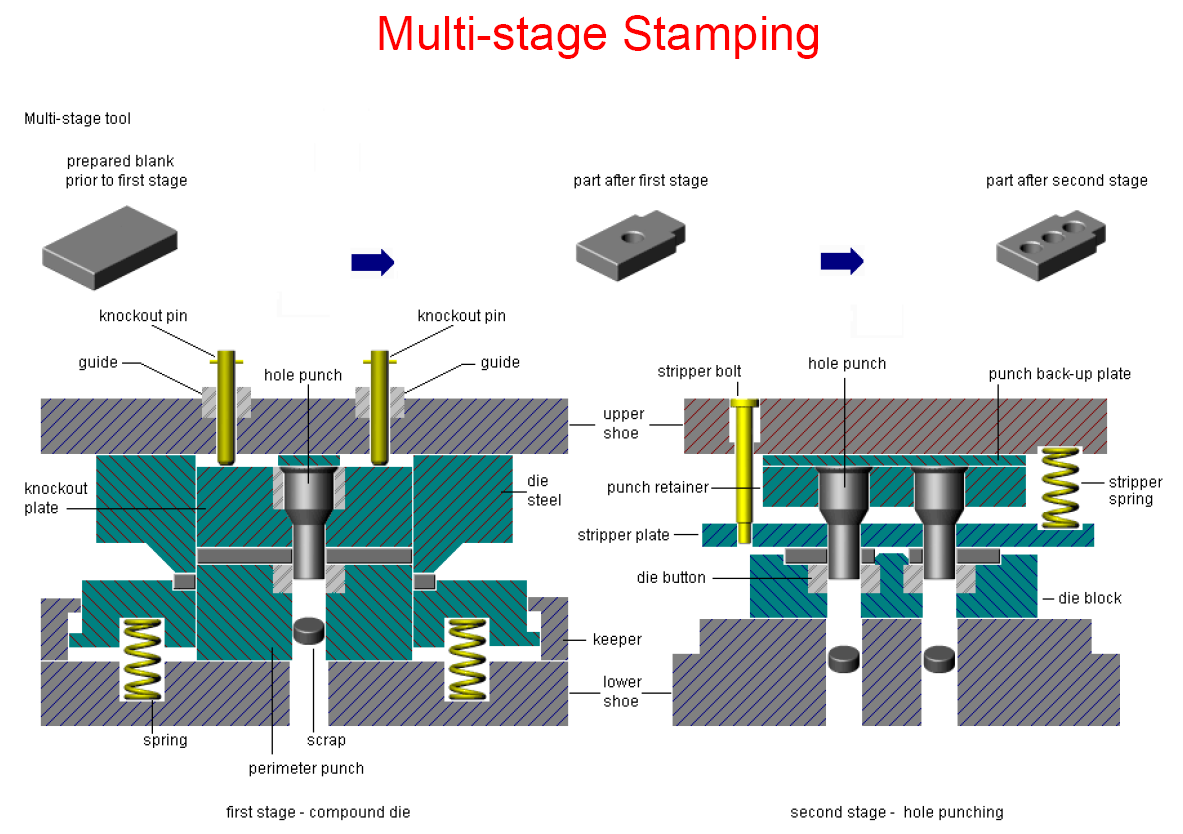 Multi-stage Stamping
Multi-stage tool
prepared blank
prior to first stage
part after first stage
part after second stage
knockout pin
knockout pin
guide
hole punch
guide
stripper bolt
hole punch
punch back-up plate
upper
shoe
knockout
plate
die
steel
punch retainer
stripper
spring
stripper plate
die button
die block
keeper
lower
shoe
spring
scrap
perimeter punch
first stage - compound die
second stage - hole punching